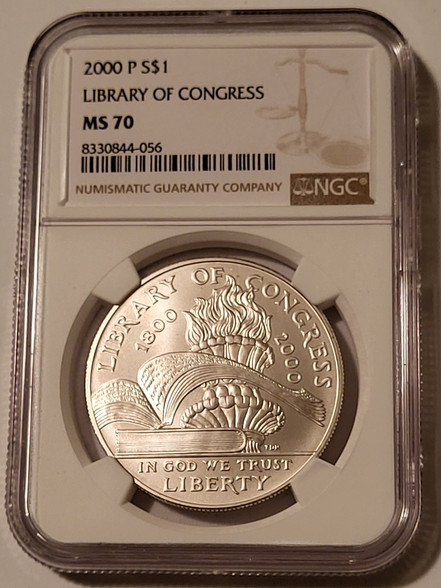 2000 P S$1
LIBRARY OF CONGRESS
MS 70
8330844-056
NUMISMATIC GUARANTY COMPANY
NGC®
LIBRARY OF CONGRESS
1800 2000
IN GOD WE TRUST
LIBERTY